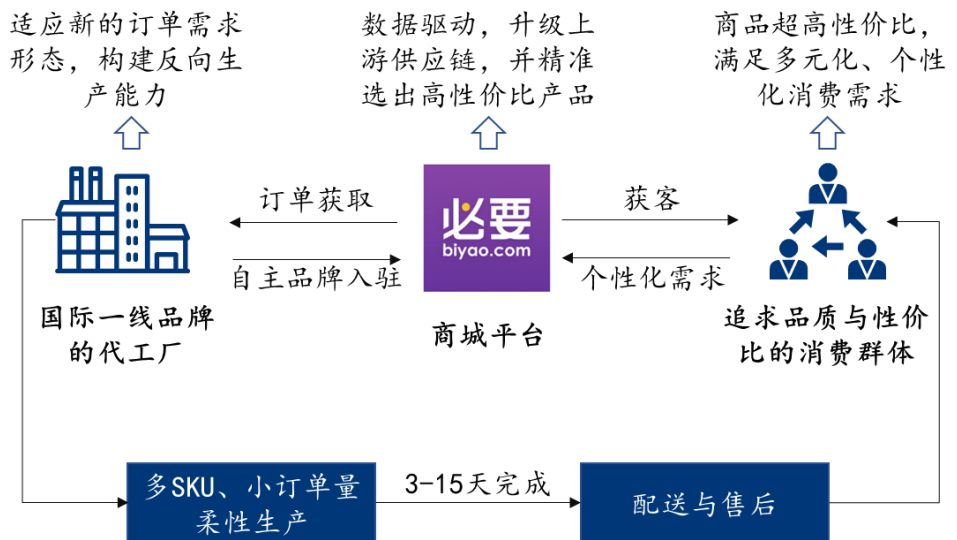 适应新的订单需求
形态，构建反向生
产能力
数据驱动，升级上
游供应链，并精准
选出高性价比产品
商品超高性价比，
满足多元化、个性
化消费需求
订单获取
自主品牌入驻
必要
biyao.com
获客
个性化需求
国际一线品牌
的代工厂
商城平台
追求品质与性价
比的消费群体
多SKU、小订单量
柔性生产
3-15天完成
配送与售后